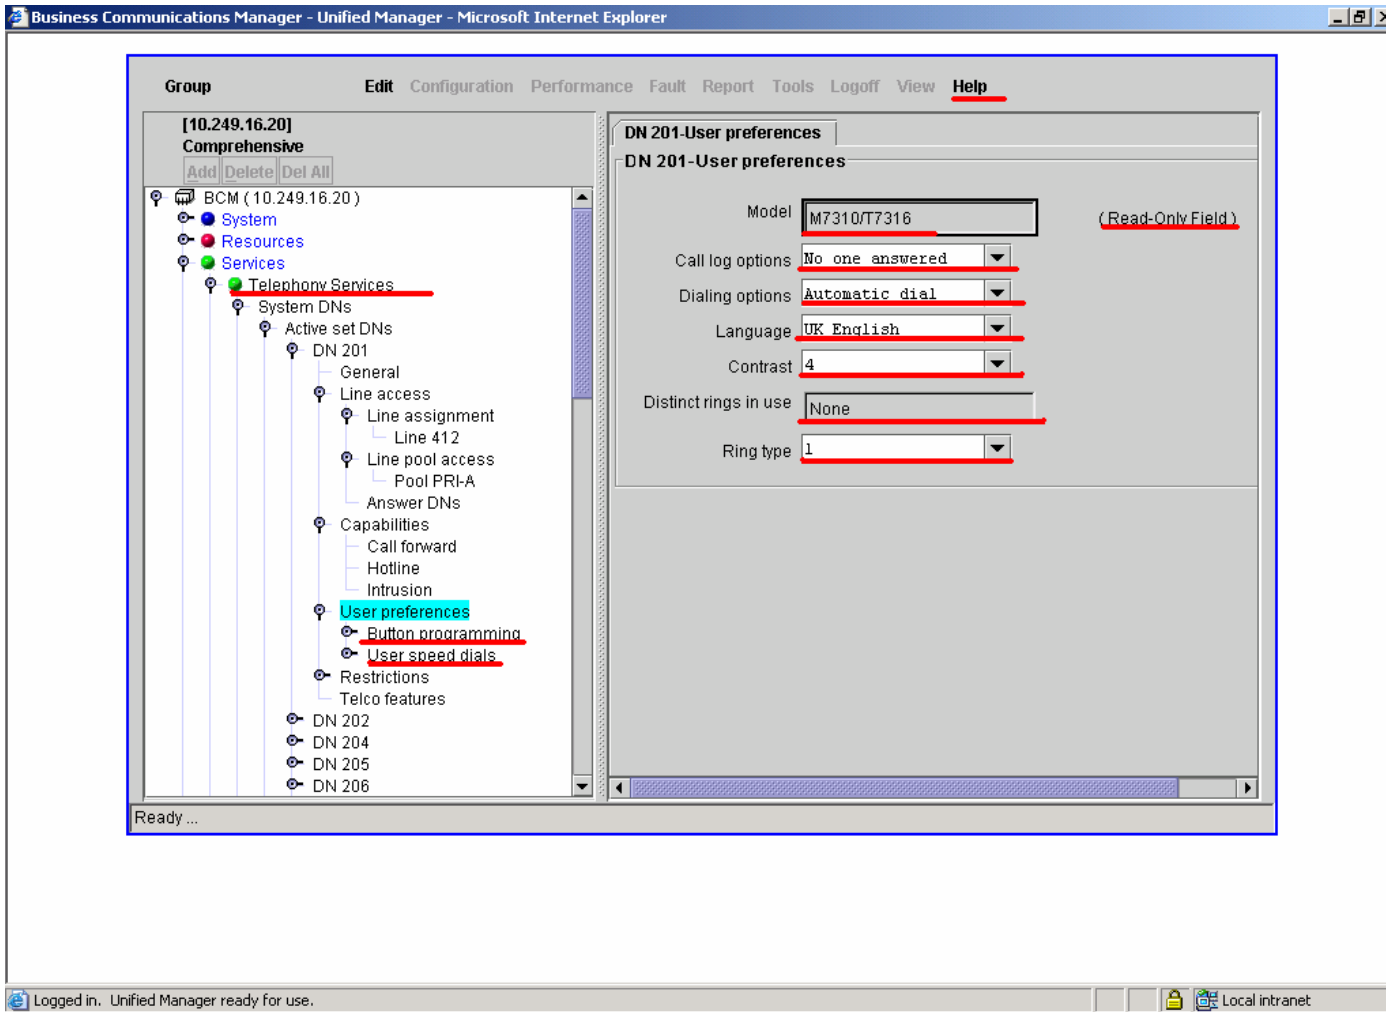 Business Communications Manager - Unified Manager - Microsoft Internet Explorer
Group Edit Configuration Performance Fault Report Tools Logoff View Help
[10.249.16.20]
Comprehensive
Add Delete Del All
BCM ( 10.249.16.20 )
System
Resources
Services
Telephony Services
System DNs
Active set DNs
DN 201
General
Line access
Line assignment
Line 412
Line pool access
Pool PRI-A
Answer DNs
Capabilities
Call forward
Hotline
Intrusion
User preferences
Button programming
User speed dials
Restrictions
Telco features
DN 202
DN 204
DN 205
DN 206
DN 201-User preferences
DN 201-User preferences
Model M7310/T7316 ( Read-Only Field )
Call log options No one answered
Dialing options Automatic dial
Language UK English
Contrast 4
Distinct rings in use None
Ring type 1
Ready ...
Logged in. Unified Manager ready for use. Local intranet